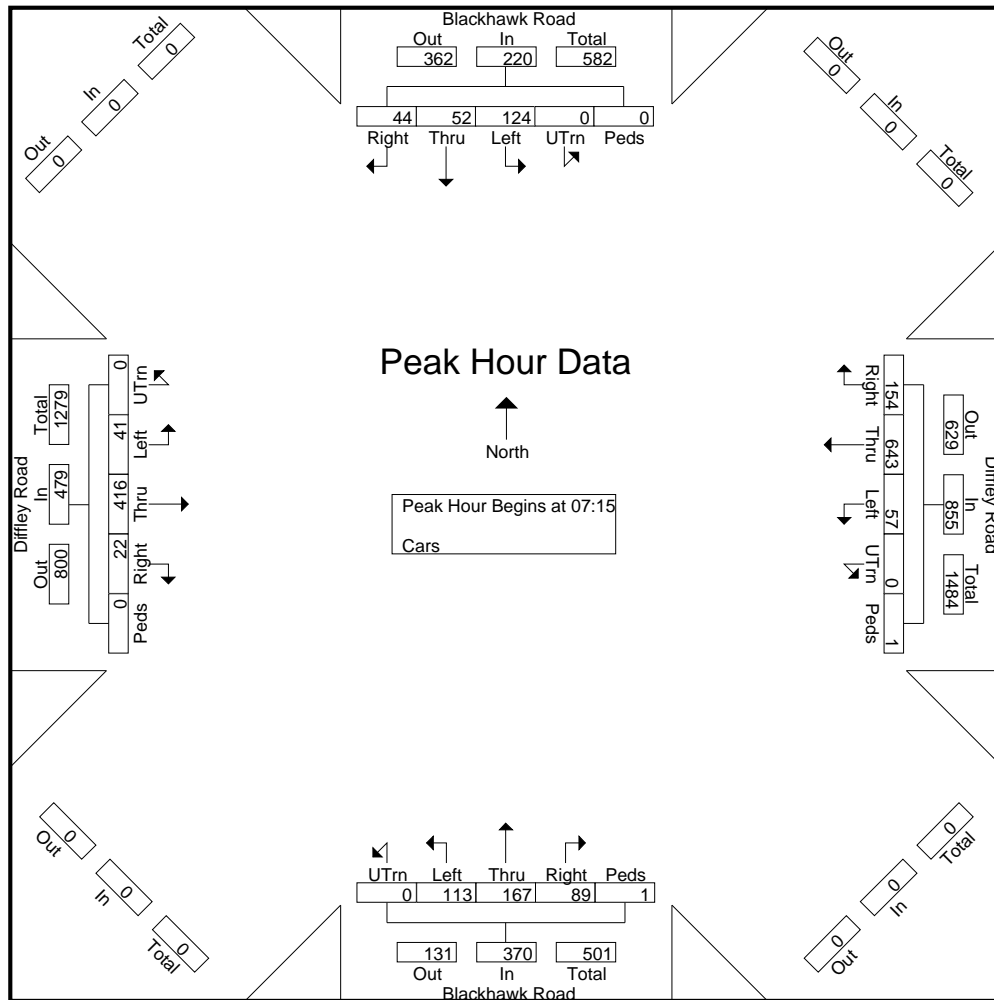 Blackhawk Road
Out In Total
362 220 582
44 52 124 0 0
Right Thru Left UTrn Peds
Total
0
In
0
Out
0
Out
0
In
0
Total
0
Diffley Road
Total In Out
1279 479 800
0 41 416 22 0
UTrn Left Thru Right Peds
Peak Hour Data
North
Peak Hour Begins at 07:15
Cars
Right Thru Left UTrn Peds
154 643 57 0 1
Out In Total
629 855 1484
Diffley Road
Out
0
In
0
Total
0
UTrn Left Thru Right Peds
0 113 167 89 1
131 370 501
Out In Total
Blackhawk Road
0
Total
0
In
0
Out